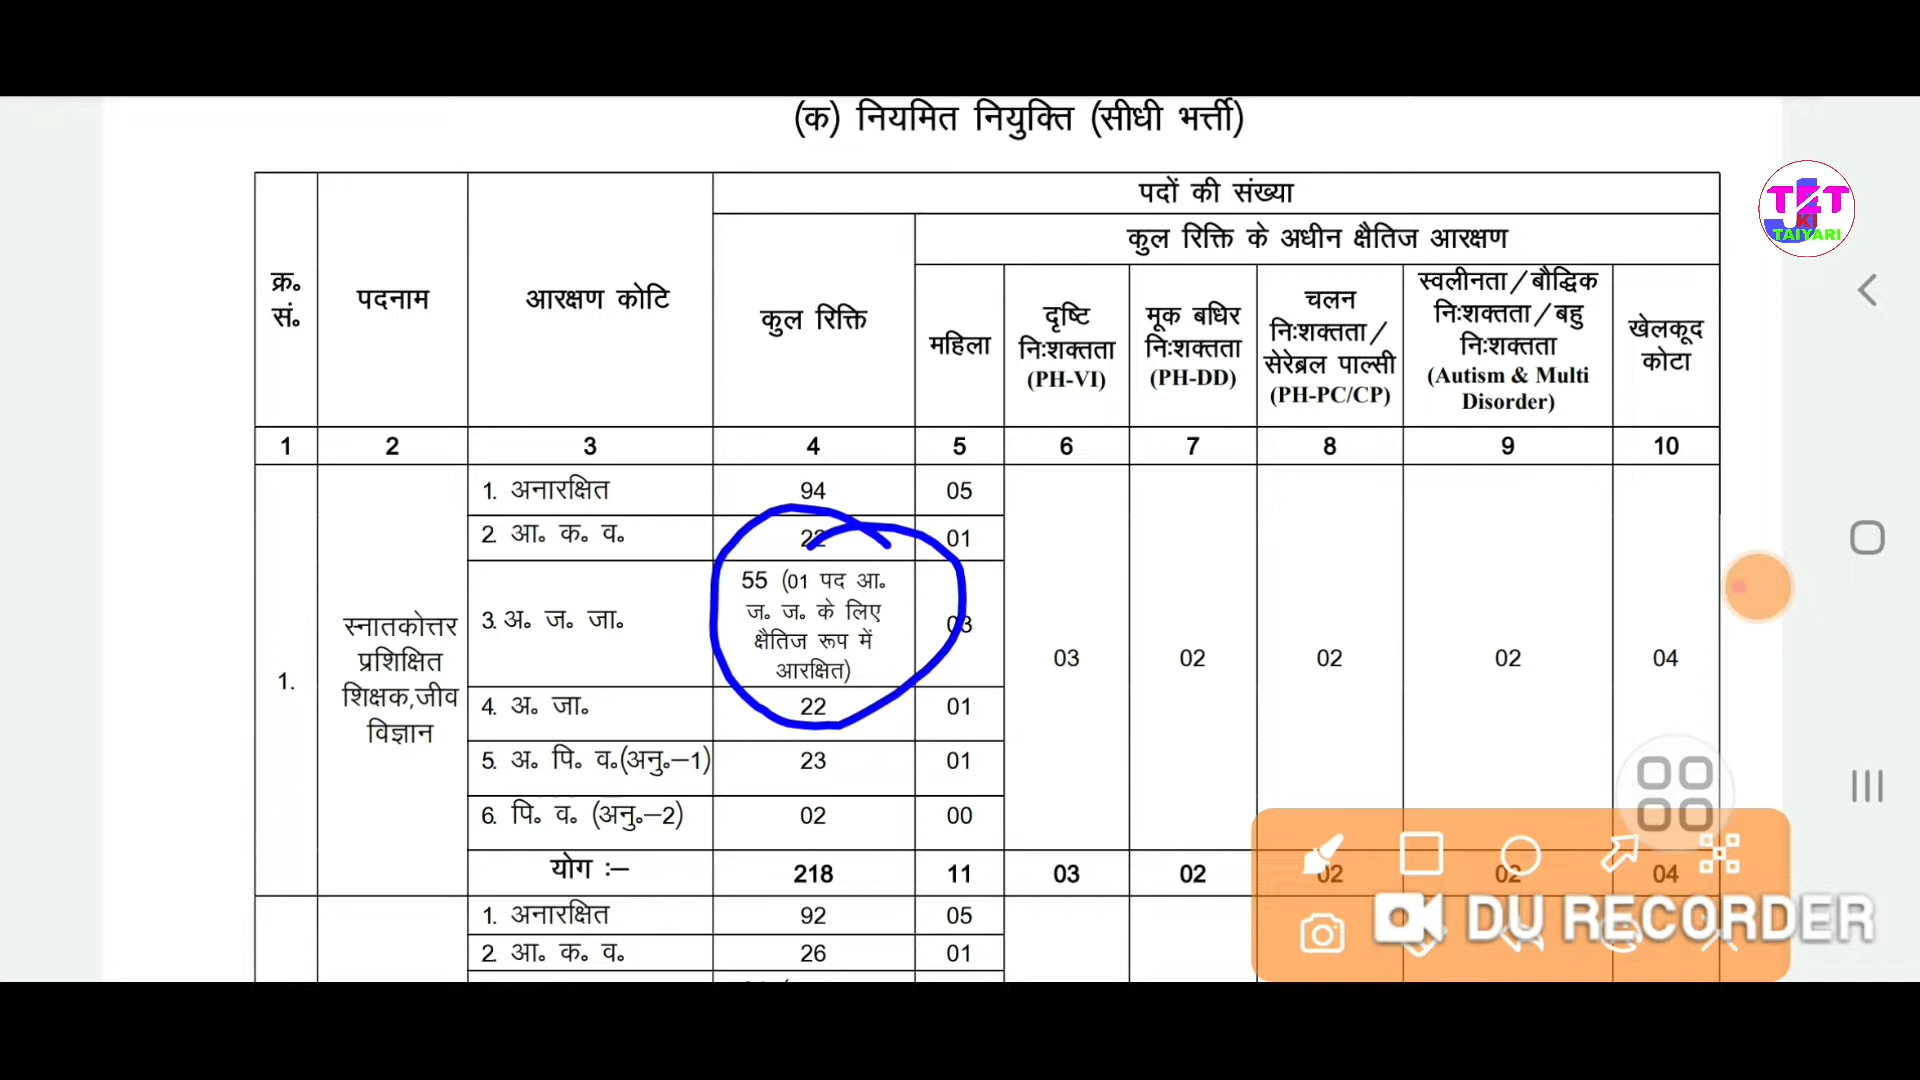 (क) नियमित नियुक्ति (सीधी भर्त्ती)
पदों की संख्या
कुल रिक्ति के अधीन क्षैतिज आरक्षण
क्र॰ सं॰
पदनाम
आरक्षण कोटि
कुल रिक्ति
महिला
दृष्टि
निःशक्तता
(PH-VI)
मूक बधिर
निःशक्तता
(PH-DD)
चलन
निःशक्तता/
सेरेब्रल पाल्सी
(PH-PC/CP)
स्वलीनता/बौद्धिक
निःशक्तता/बहु
निःशक्तता
(Autism & Multi
Disorder)
खेलकूद
कोटा
1 2 3 4 5 6 7 8 9 10
1.
स्नातकोत्तर
प्रशिक्षित
शिक्षक,जीव
विज्ञान
1. अनारक्षित 94 05
2. आ॰ क॰ व॰ 22 01
3. अ॰ ज॰ जा॰ 55 (01 पद आ॰
ज॰ ज॰ के लिए
क्षैतिज रूप में
आरक्षित) 03
4. अ॰ जा॰ 22 01
5. अ॰ पि॰ व॰(अनु॰–1) 23 01
6. पि॰ व॰ (अनु॰–2) 02 00
03 02 02 02 04
योग :– 218 11 03 02 02 02 04
1. अनारक्षित 92 05
2. आ॰ क॰ व॰ 26 01
TET
KI
TAIYARI
DU RECORDER